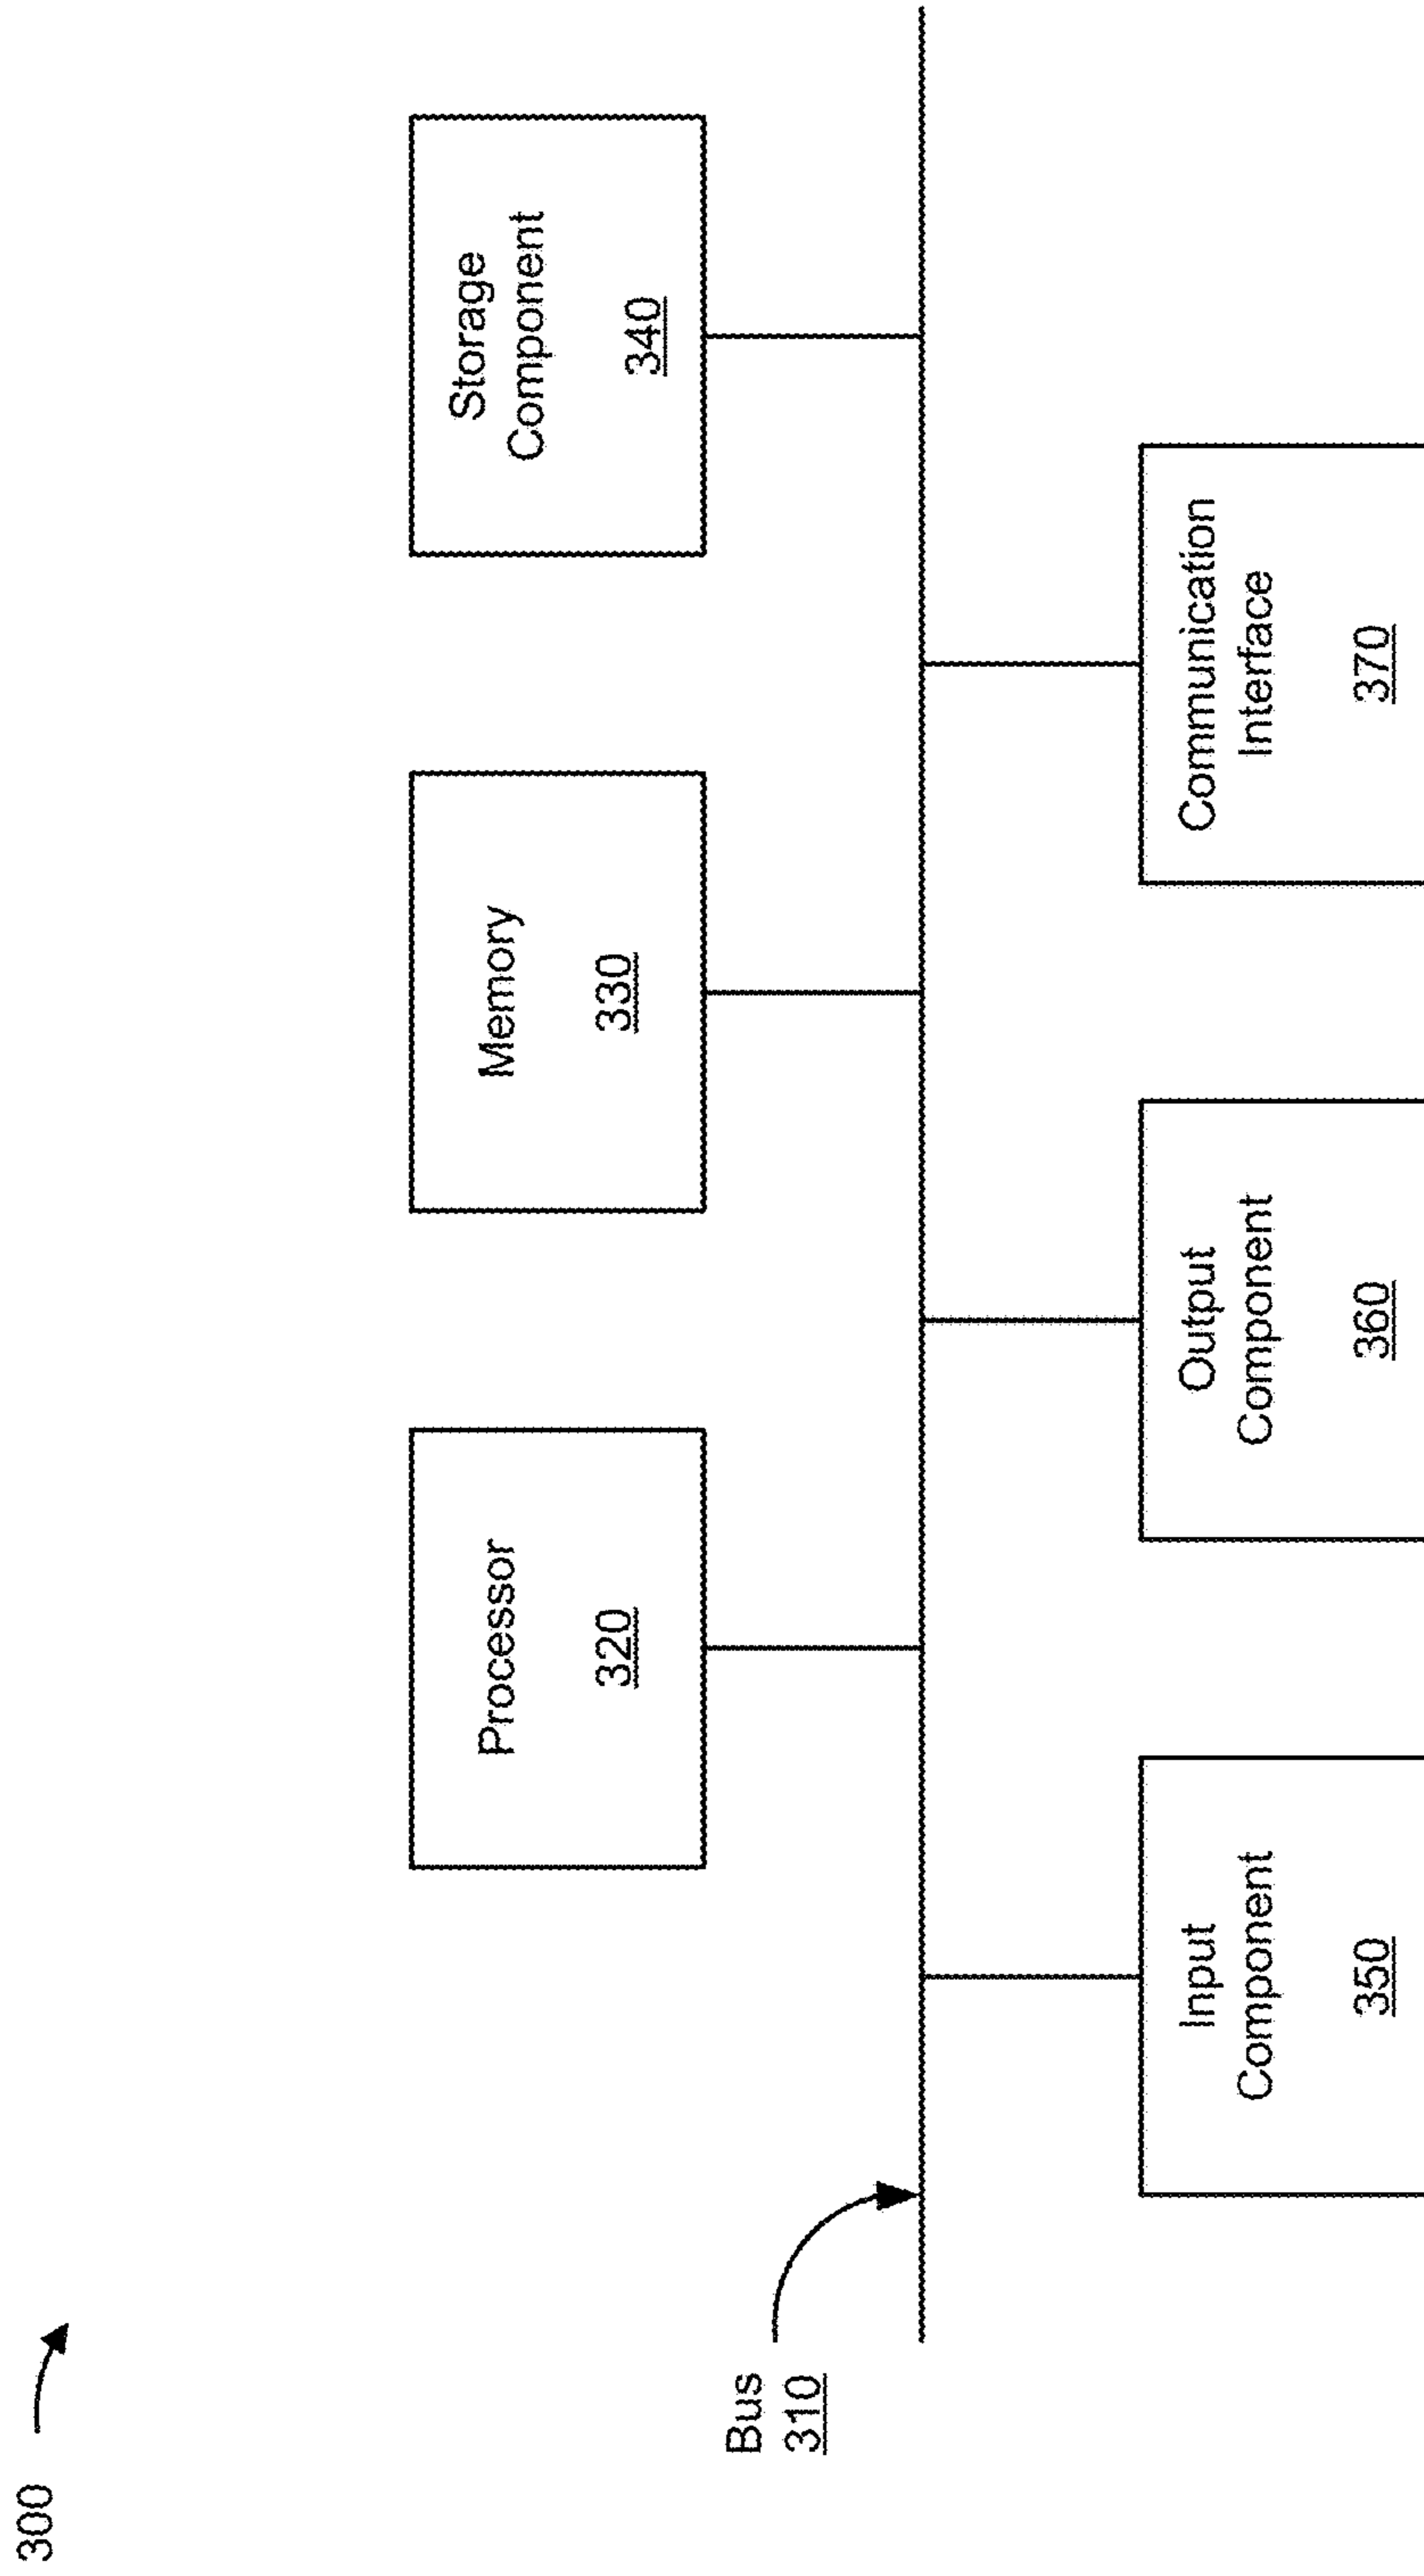 300
Processor
320
Memory
330
Storage
Component
340
Bus
310
Input
Component
350
Output
Component
360
Communication
Interface
370